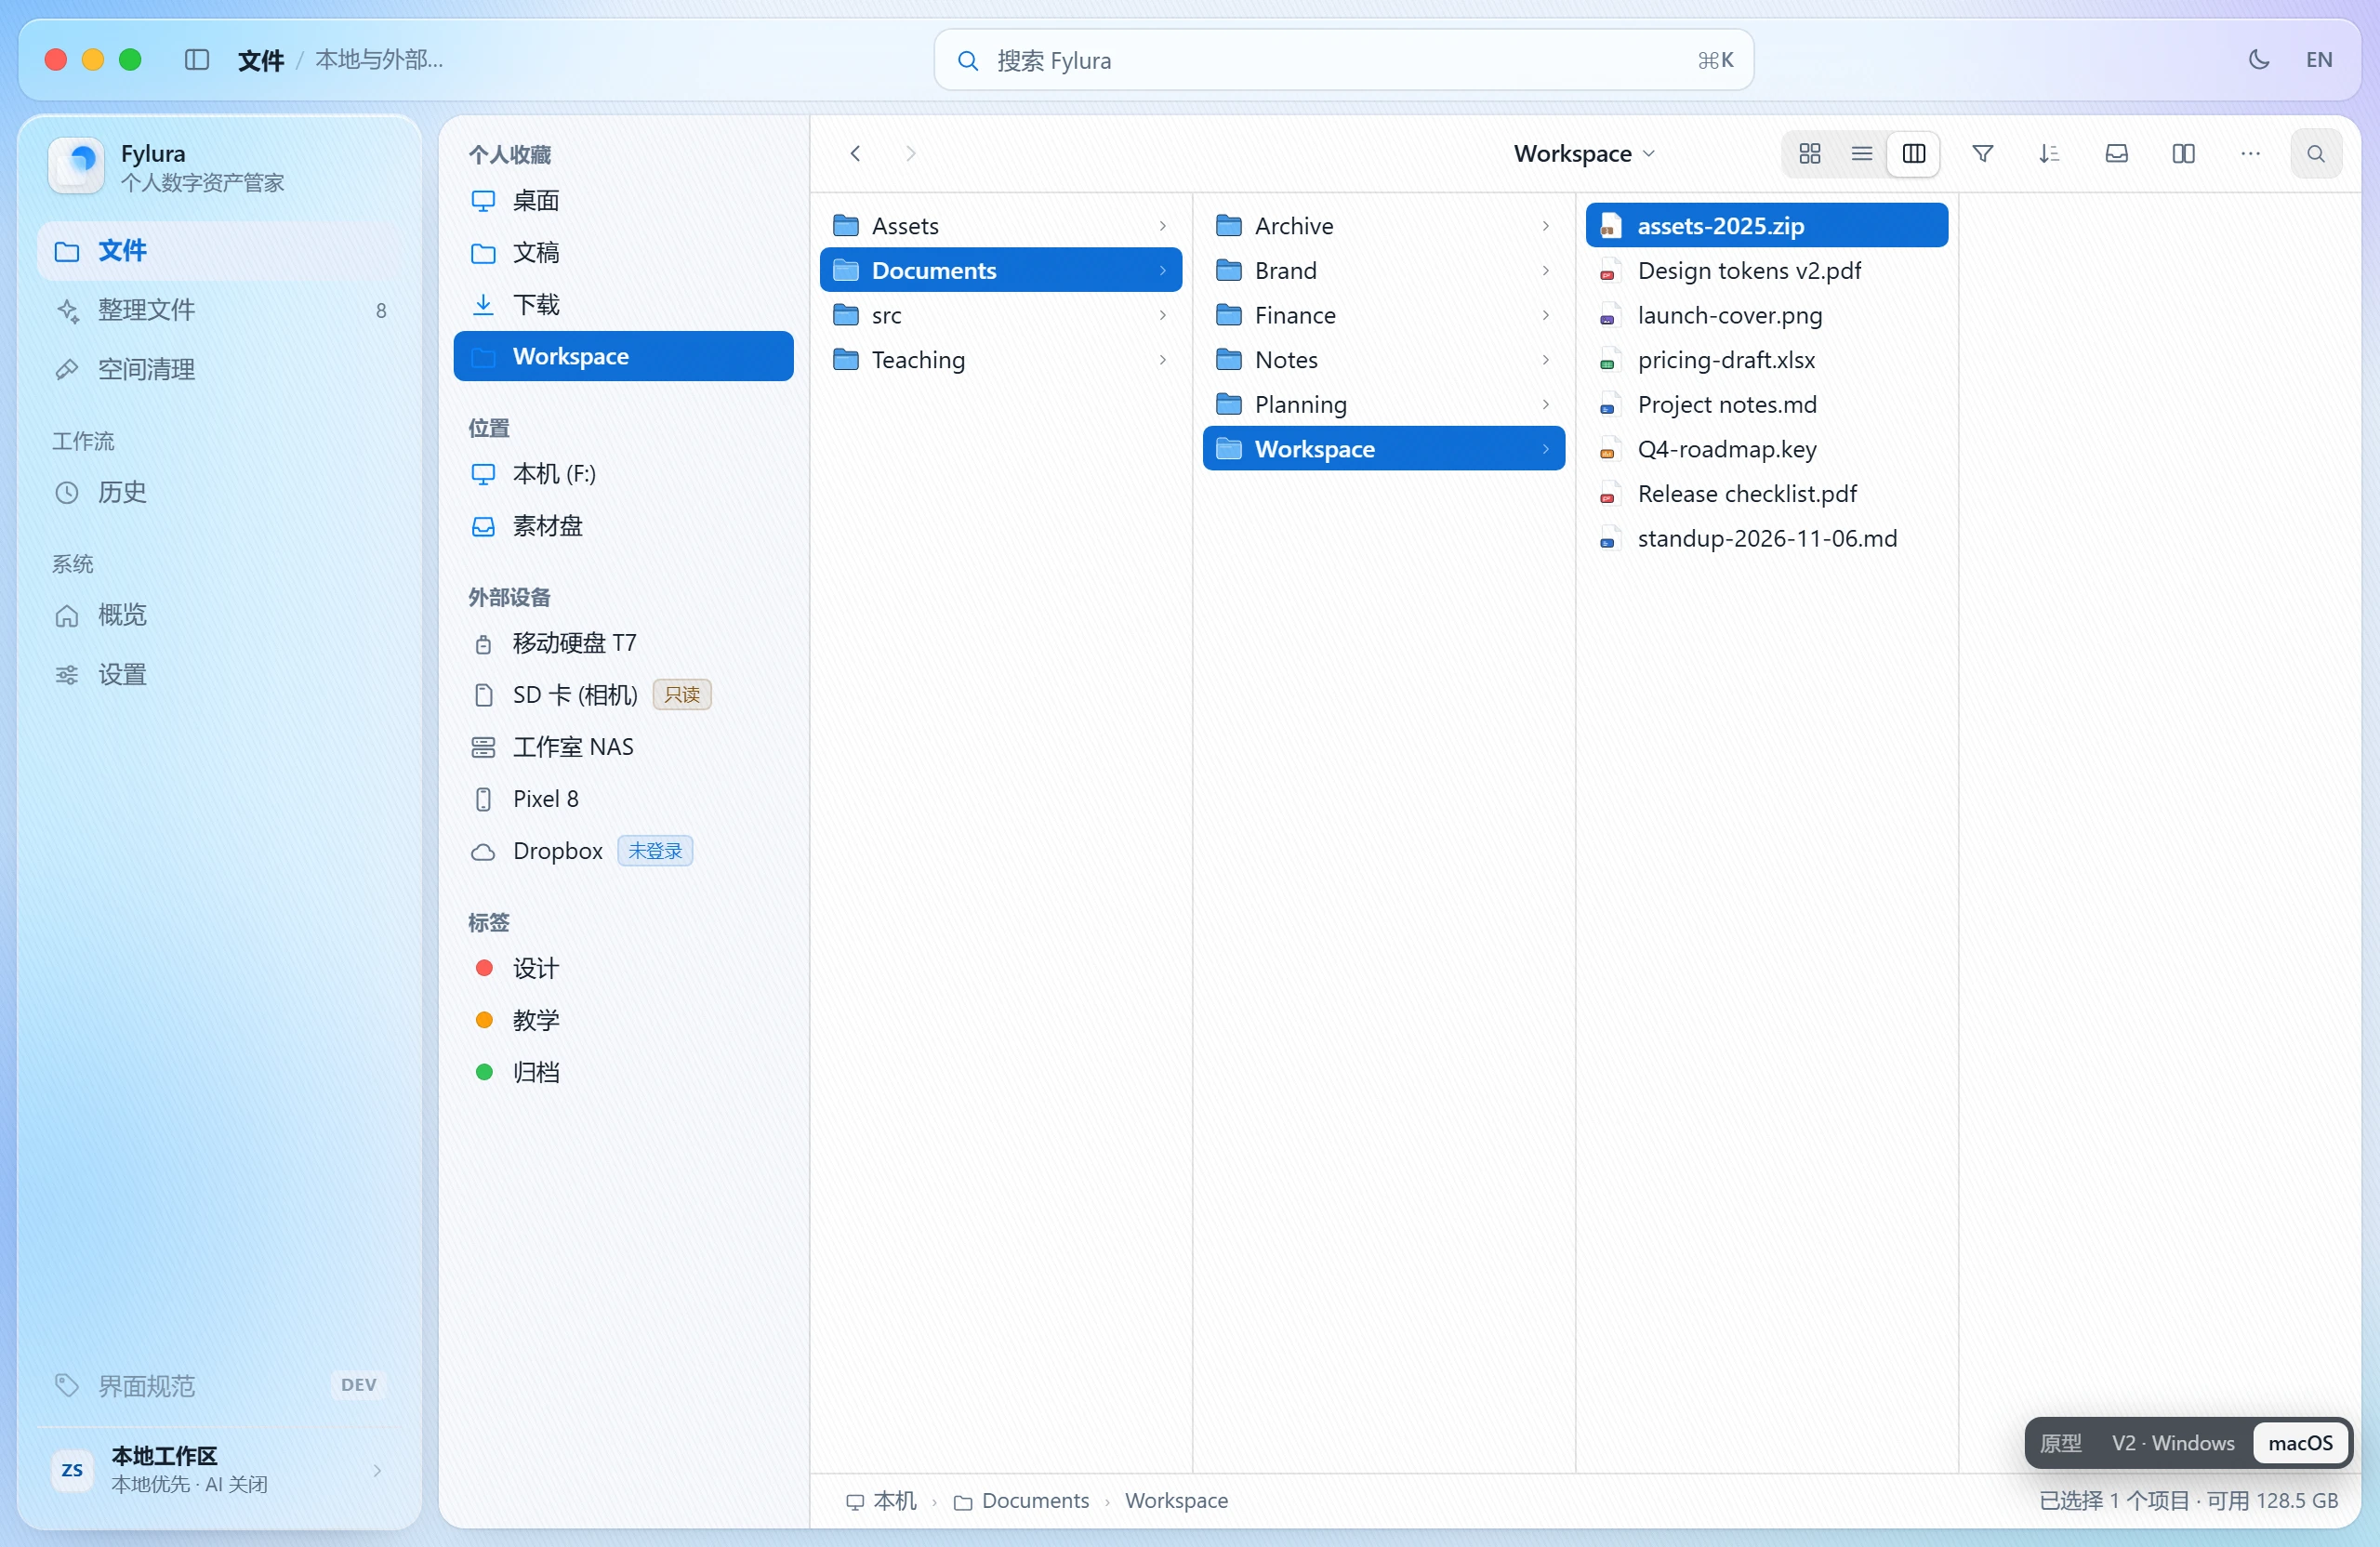 文件 / 本地与外部...
搜索 Fylura
⌘K
EN
Fylura
个人数字资产管家
文件
整理文件 8
空间清理
工作流
历史
系统
概览
设置
界面规范 DEV
ZS
本地工作区
本地优先 · AI 关闭
个人收藏
桌面
文稿
下载
Workspace
位置
本机 (F:)
素材盘
外部设备
移动硬盘 T7
SD 卡 (相机) 只读
工作室 NAS
Pixel 8
Dropbox 未登录
标签
设计
教学
归档
Workspace
Assets
Documents
src
Teaching
Archive
Brand
Finance
Notes
Planning
Workspace
assets-2025.zip
Design tokens v2.pdf
launch-cover.png
pricing-draft.xlsx
Project notes.md
Q4-roadmap.key
Release checklist.pdf
standup-2026-11-06.md
原型 V2 · Windows macOS
本机 › Documents › Workspace
已选择 1 个项目 · 可用 128.5 GB